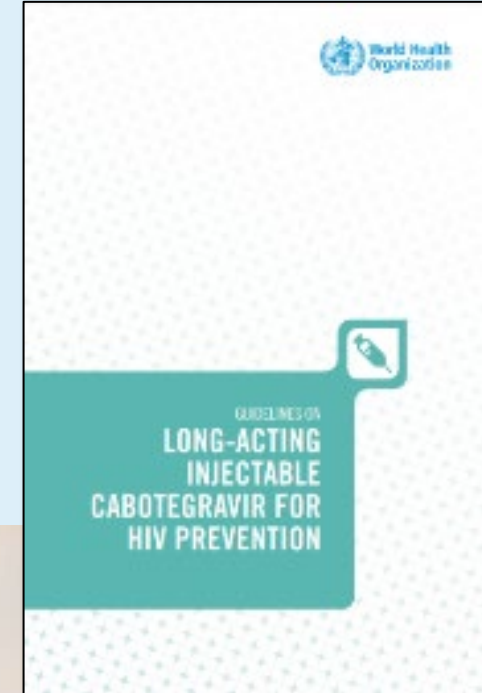 World Health
Organization
GUIDELINES ON
LONG-ACTING
INJECTABLE
CABOTEGRAVIR FOR
HIV PREVENTION